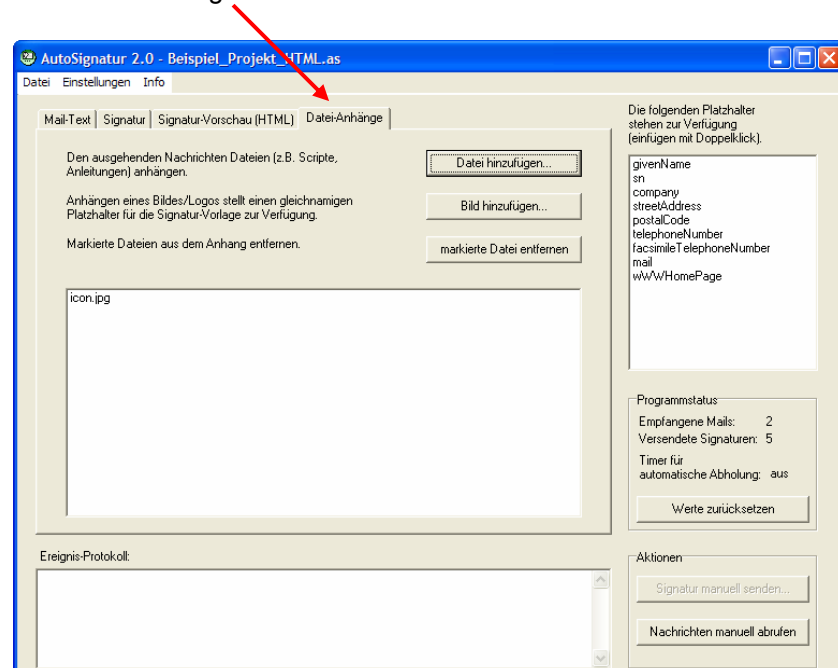 AutoSignatur 2.0 - Beispiel_Projekt_HTML.as
Datei Einstellungen Info
Mail-Text Signatur Signatur-Vorschau (HTML) Datei-Anhänge
Den ausgehenden Nachrichten Dateien (z.B. Scripte,
Anleitungen) anhängen.
Datei hinzufügen...
Anhängen eines Bildes/Logos stellt einen gleichnamigen
Platzhalter für die Signatur-Vorlage zur Verfügung.
Bild hinzufügen...
Markierte Dateien aus dem Anhang entfernen.
markierte Datei entfernen
icon.jpg
Die folgenden Platzhalter
stehen zur Verfügung
(einfügen mit Doppelklick).
givenName
sn
company
streetAddress
postalCode
telephoneNumber
facsimileTelephoneNumber
mail
wWWHomePage
Programmstatus
Empfangene Mails: 2
Versendete Signaturen: 5
Timer für
automatische Abholung: aus
Werte zurücksetzen
Ereignis-Protokoll:
Aktionen
Signatur manuell senden...
Nachrichten manuell abrufen